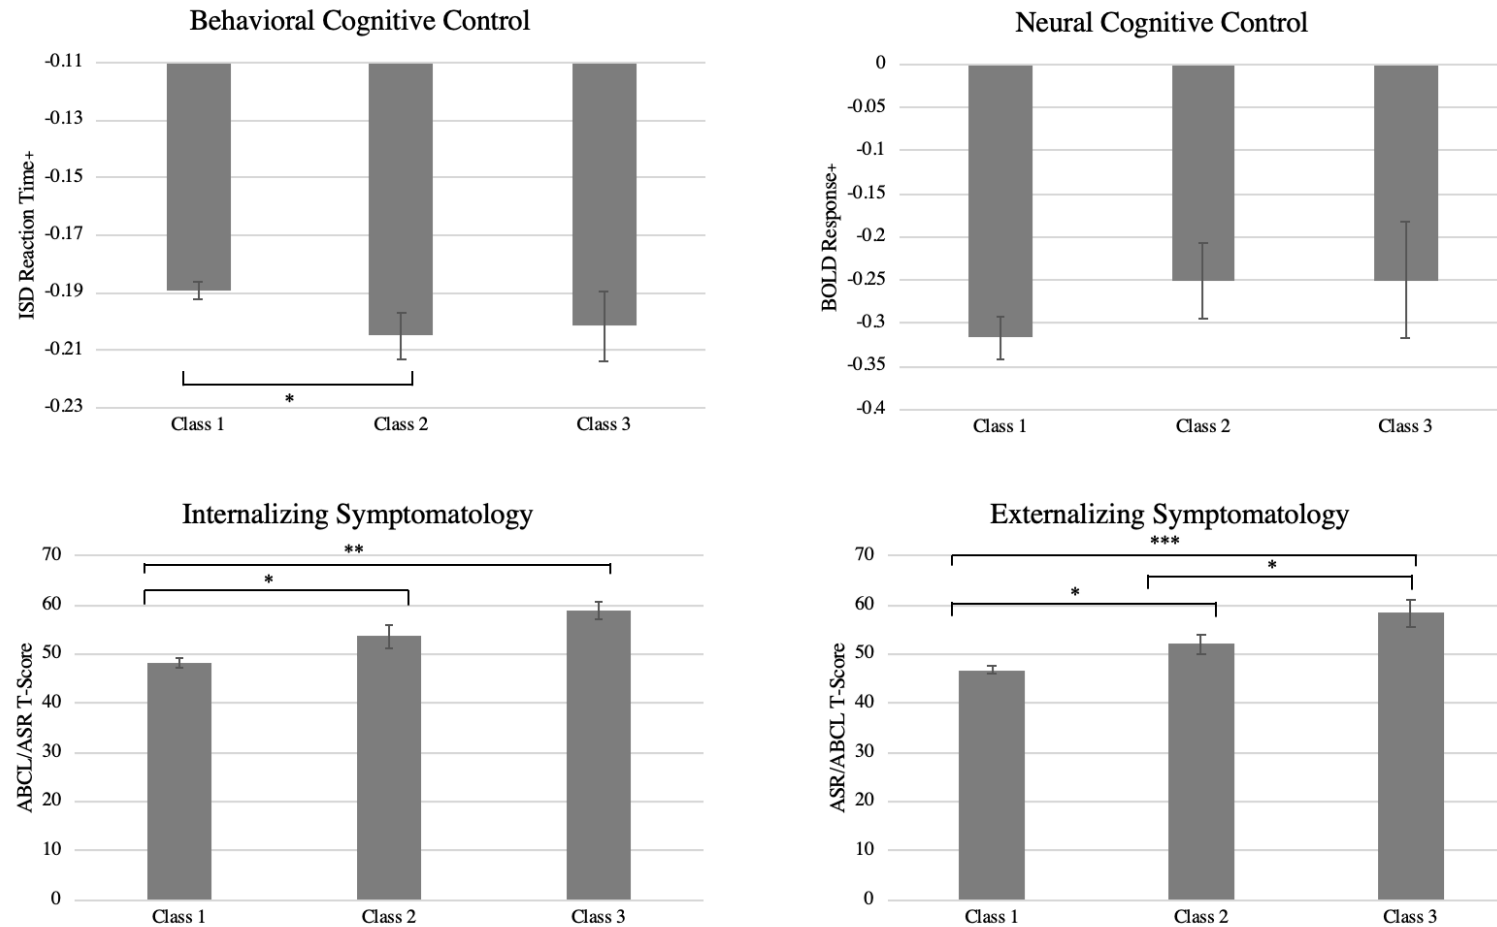 Behavioral Cognitive Control
-0.11
-0.13
-0.15
-0.17
-0.19
-0.21
-0.23
ISD Reaction Time+
*
Class 1
Class 2
Class 3
Neural Cognitive Control
0
-0.05
-0.1
-0.15
-0.2
-0.25
-0.3
-0.35
-0.4
BOLD Response+
Class 1
Class 2
Class 3
Internalizing Symptomatology
70
60
50
40
30
20
10
0
ABCL/ASR T-Score
**
*
Class 1
Class 2
Class 3
Externalizing Symptomatology
70
60
50
40
30
20
10
0
ASR/ABCL T-Score
***
*
*
Class 1
Class 2
Class 3